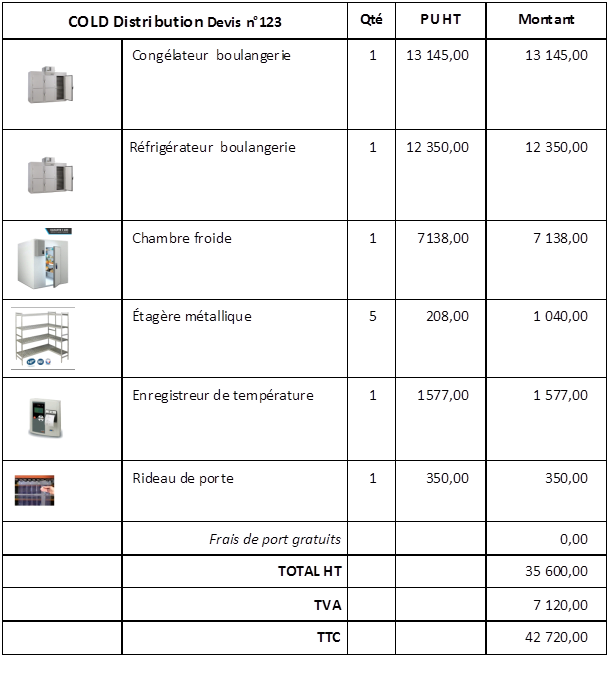 COLD Distribution Devis n°123 Qté PU HT Montant
Congélateur boulangerie 1 13 145,00 13 145,00
Réfrigérateur boulangerie 1 12 350,00 12 350,00
Chambre froide 1 7138,00 7 138,00
Étagère métallique 5 208,00 1 040,00
Enregistreur de température 1 1577,00 1 577,00
Rideau de porte 1 350,00 350,00
Frais de port gratuits 0,00
TOTAL HT 35 600,00
TVA 7 120,00
TTC 42 720,00